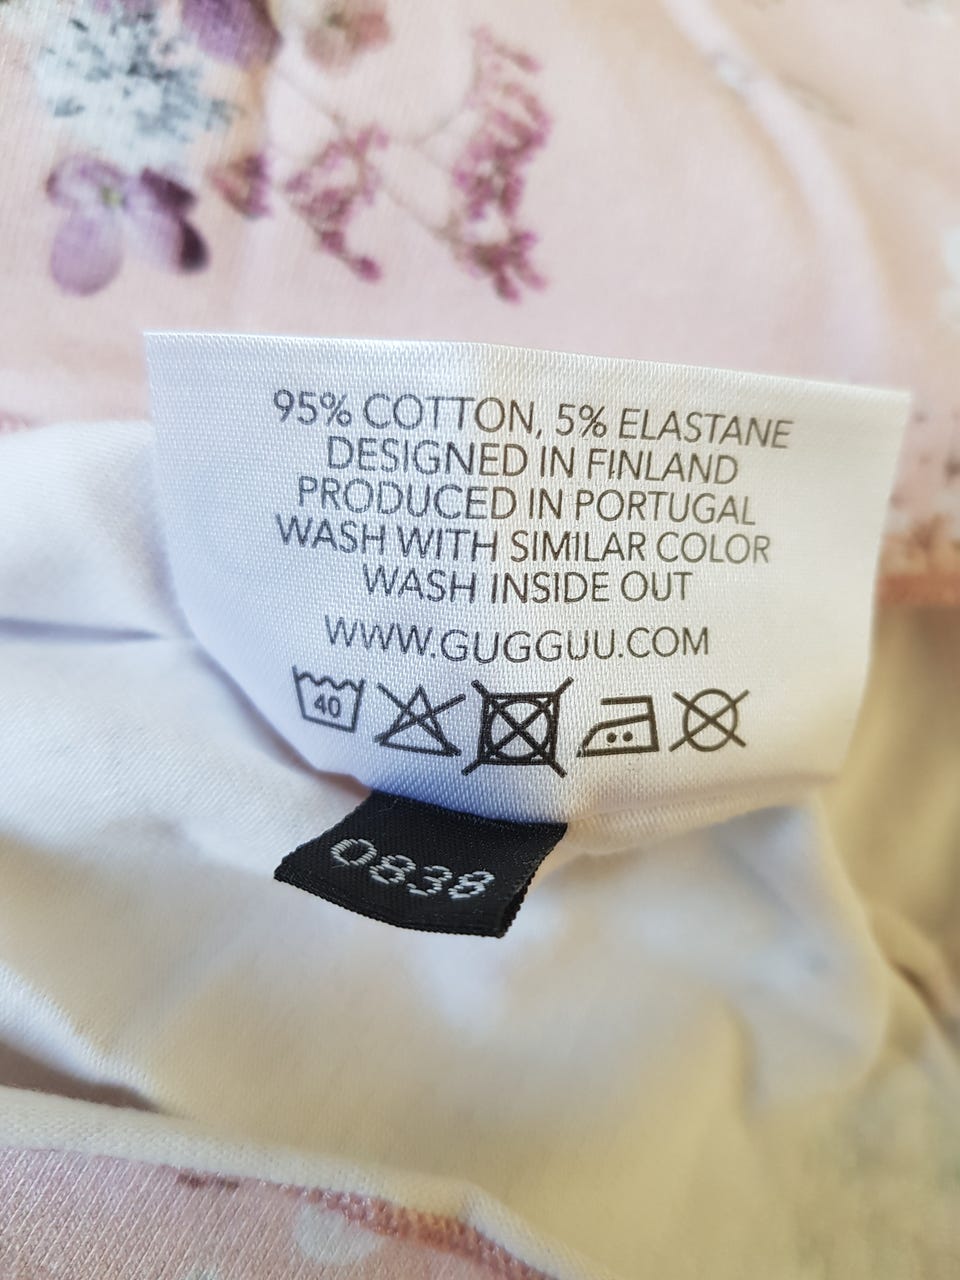 95% COTTON, 5% ELASTANE
DESIGNED IN FINLAND
PRODUCED IN PORTUGAL
WASH WITH SIMILAR COLOR
WASH INSIDE OUT
WWW.GUGGUU.COM
40
0838